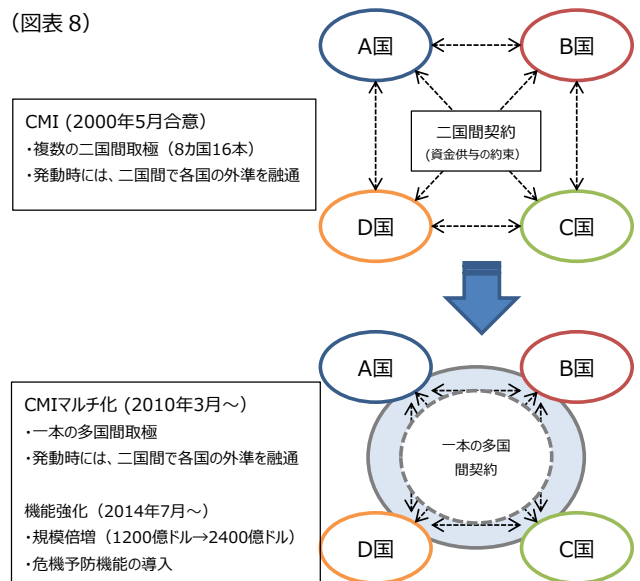 （図表 8）
A国
B国
CMI (2000年5月合意）
・複数の二国間取極（8カ国16本）
・発動時には、二国間で各国の外準を融通
二国間契約
(資金供与の約束)
D国
C国
A国
B国
CMIマルチ化 (2010年3月～）
・一本の多国間取極
・発動時には、二国間で各国の外準を融通
機能強化（2014年7月～）
・規模倍増（1200億ドル→2400億ドル）
・危機予防機能の導入
一本の多国
間契約
D国
C国